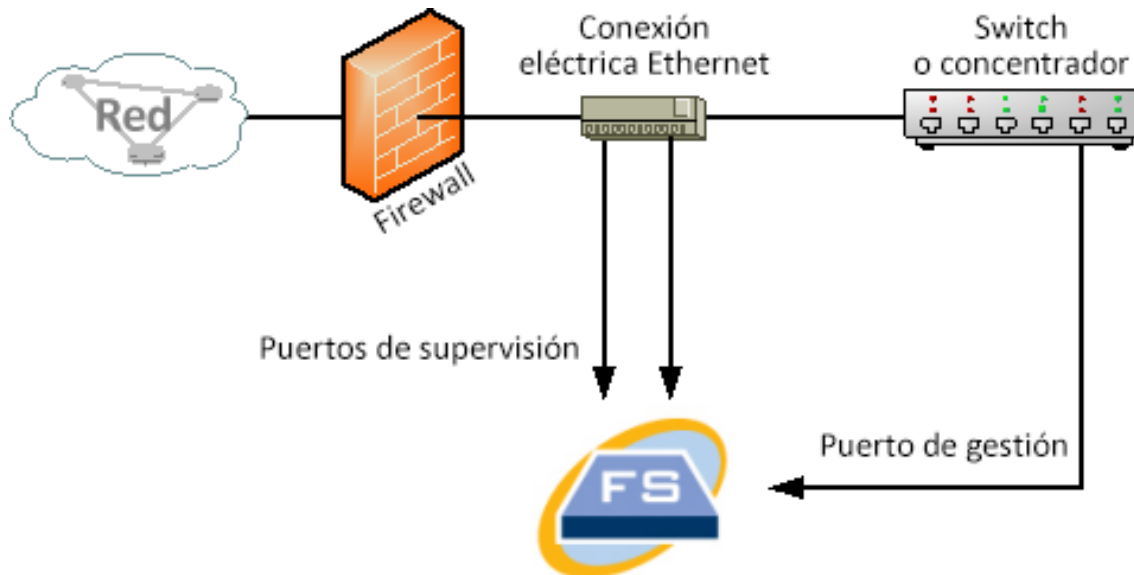 Conexión
eléctrica Ethernet
Switch
o concentrador
Red
Firewall
Puertos de supervisión
Puerto de gestión
FS